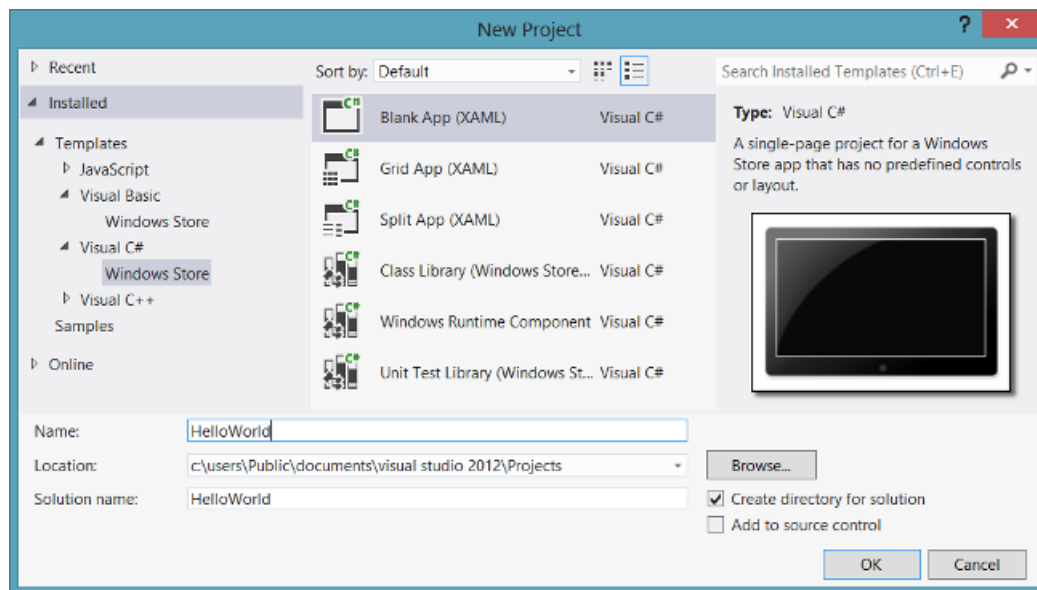 New Project
?
Recent
Installed
Templates
JavaScript
Visual Basic
Windows Store
Visual C#
Windows Store
Visual C++
Samples
Online
Sort by: Default
Blank App (XAML) Visual C#
Grid App (XAML) Visual C#
Split App (XAML) Visual C#
Class Library (Windows Store... Visual C#
Windows Runtime Component Visual C#
Unit Test Library (Windows St... Visual C#
Search Installed Templates (Ctrl+E)
Type: Visual C#
A single-page project for a Windows
Store app that has no predefined controls
or layout.
Name: HelloWorld
Location: c:\users\Public\documents\visual studio 2012\Projects
Browse...
Solution name: HelloWorld
Create directory for solution
Add to source control
OK Cancel